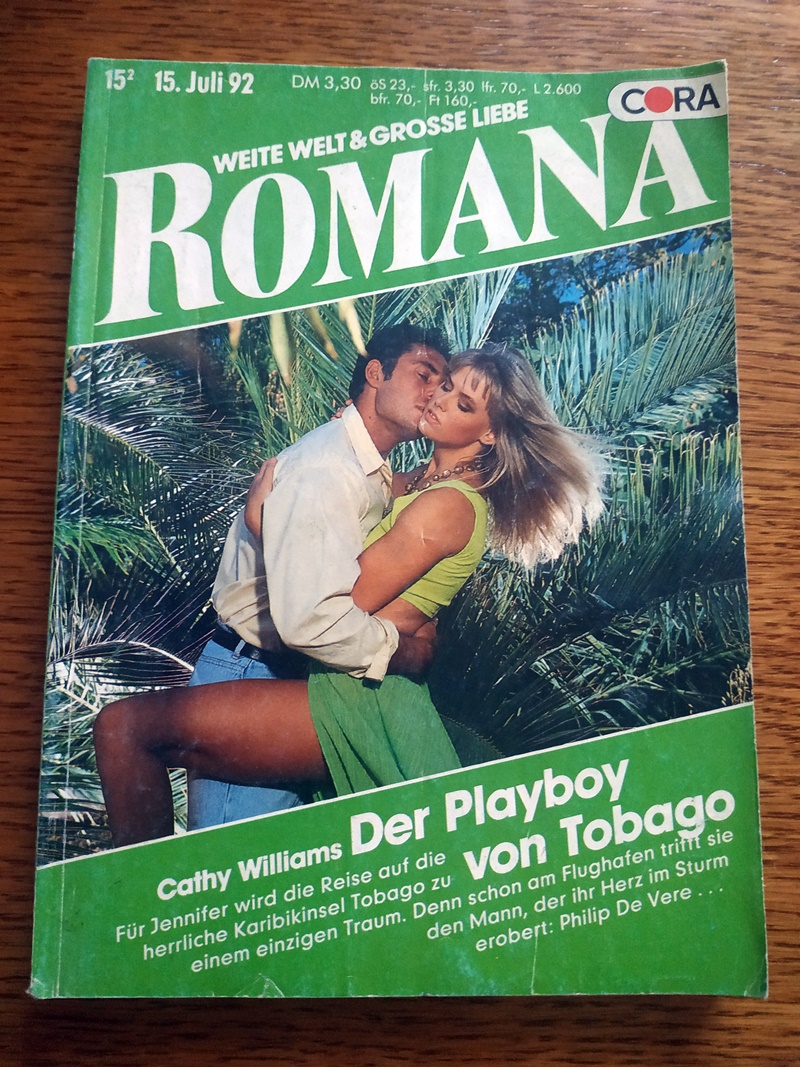 15² 15. Juli 92 DM 3,30 öS 23,- sfr. 3,30 lfr. 70,- L 2.600
bfr. 70,- Ft 160,-
CORA
WEITE WELT & GROSSE LIEBE
ROMANA
Cathy Williams Der Playboy
von Tobago
Für Jennifer wird die Reise auf die
herrliche Karibikinsel Tobago zu
einem einzigen Traum. Denn schon am Flughafen trifft sie
den Mann, der ihr Herz im Sturm
erobert: Philip De Vere . . .